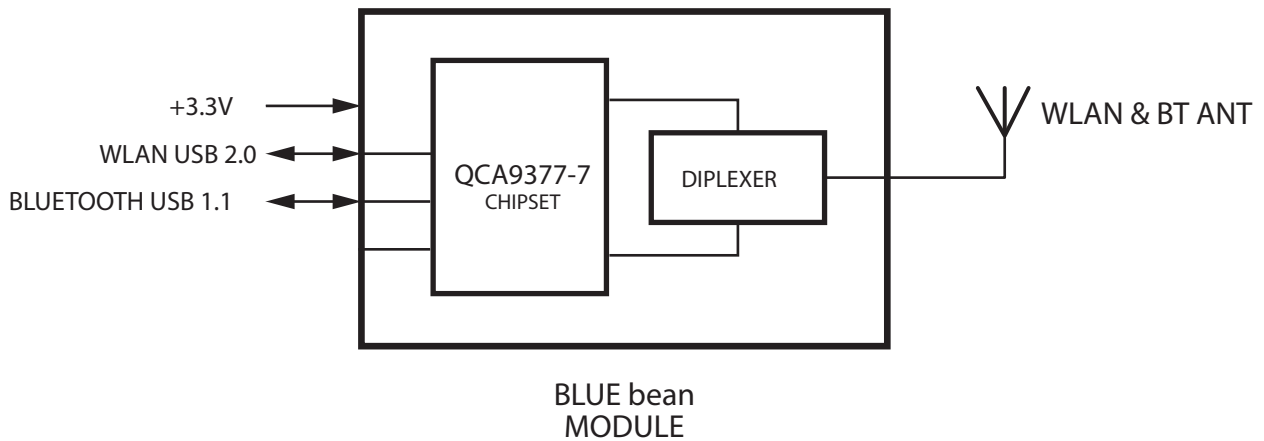 +3.3V
WLAN USB 2.0
BLUETOOTH USB 1.1
QCA9377-7
CHIPSET
DIPLEXER
WLAN & BT ANT
BLUE bean
MODULE